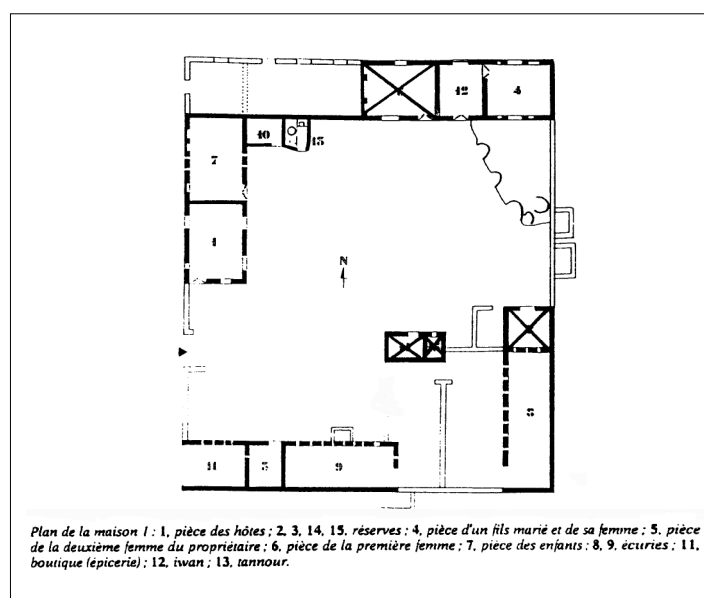 12
4
10
13
7
1
N
8
11
9
Plan de la maison I : 1, pièce des hôtes ; 2, 3, 14, 15, réserves ; 4, pièce d'un fils marié et de sa femme ; 5, pièce
de la deuxième femme du propriétaire ; 6, pièce de la première femme ; 7, pièce des enfants : 8, 9, écuries ; 11,
boutique (épicerie) ; 12, iwan ; 13, tannour.